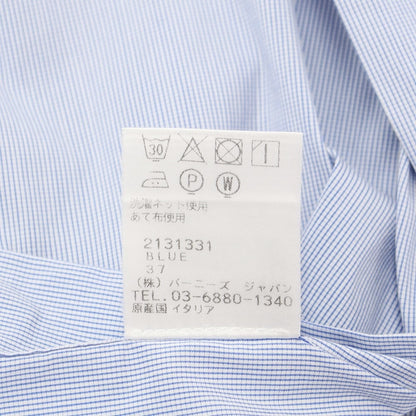 30
P W
洗濯ネット使用
あて布使用
2131331
BLUE
37
(株) バーニーズ ジャパン
TEL. 03-6880-1340
原産国 イタリア